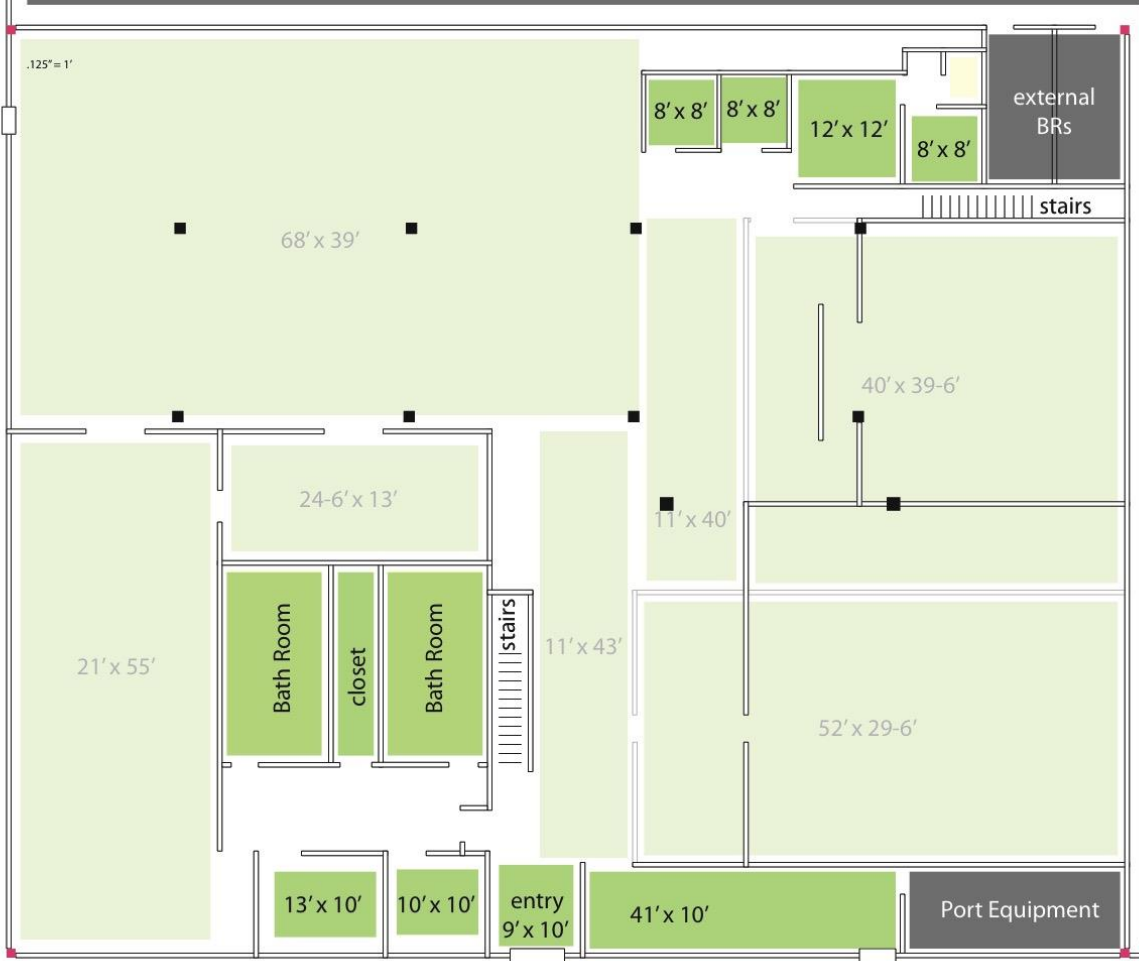 .125"= 1'
8' x 8'
8' x 8'
12' x 12'
8' x 8'
external
BRs
stairs
68' x 39'
40' x 39-6'
24-6' x 13'
11' x 40'
Bath Room
closet
Bath Room
stairs
21' x 55'
11' x 43'
52' x 29-6'
13' x 10'
10' x 10'
entry
9' x 10'
41' x 10'
Port Equipment